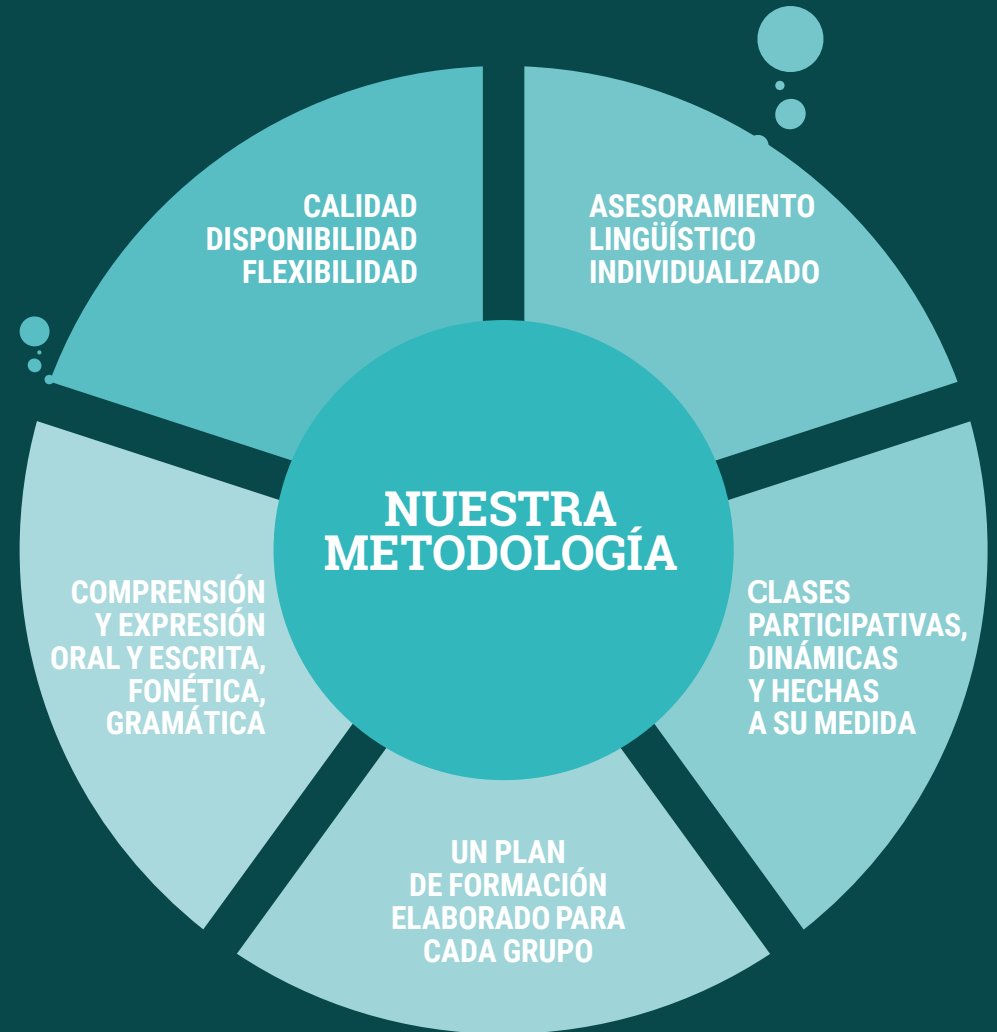 CALIDAD
DISPONIBILIDAD
FLEXIBILIDAD
ASESORAMIENTO
LINGÜÍSTICO
INDIVIDUALIZADO
NUESTRA
METODOLOGÍA
COMPRENSIÓN
Y EXPRESIÓN
ORAL Y ESCRITA,
FONÉTICA,
GRAMÁTICA
CLASES
PARTICIPATIVAS,
DINÁMICAS
Y HECHAS
A SU MEDIDA
UN PLAN
DE FORMACIÓN
ELABORADO PARA
CADA GRUPO